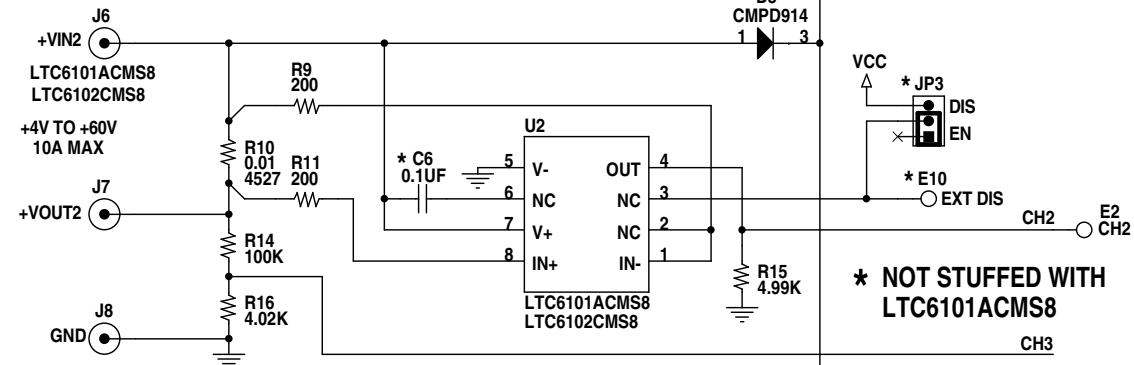 CMPD914
J6
+VIN2
1
3
LTC6101ACMS8
LTC6102CMS8
+4V TO +60V
10A MAX
R9
200
VCC
* JP3
DIS
EN
U2
R10
0.01
4527
R11
200
* C6
0.1UF
5
V-
OUT
4
6
NC
NC
3
7
V+
NC
2
8
IN+
IN-
1
LTC6101ACMS8
LTC6102CMS8
* E10
EXT DIS
J7
+VOUT2
CH2
E2
CH2
R14
100K
R15
4.99K
* NOT STUFFED WITH
LTC6101ACMS8
R16
4.02K
J8
GND
CH3